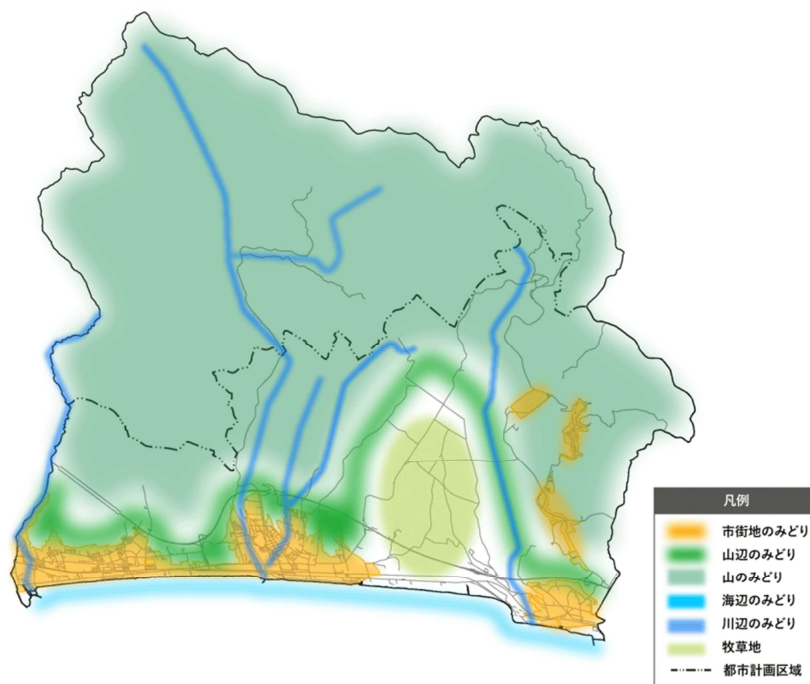 凡例
市街地のみどり
山辺のみどり
山のみどり
海辺のみどり
川辺のみどり
牧草地
都市計画区域